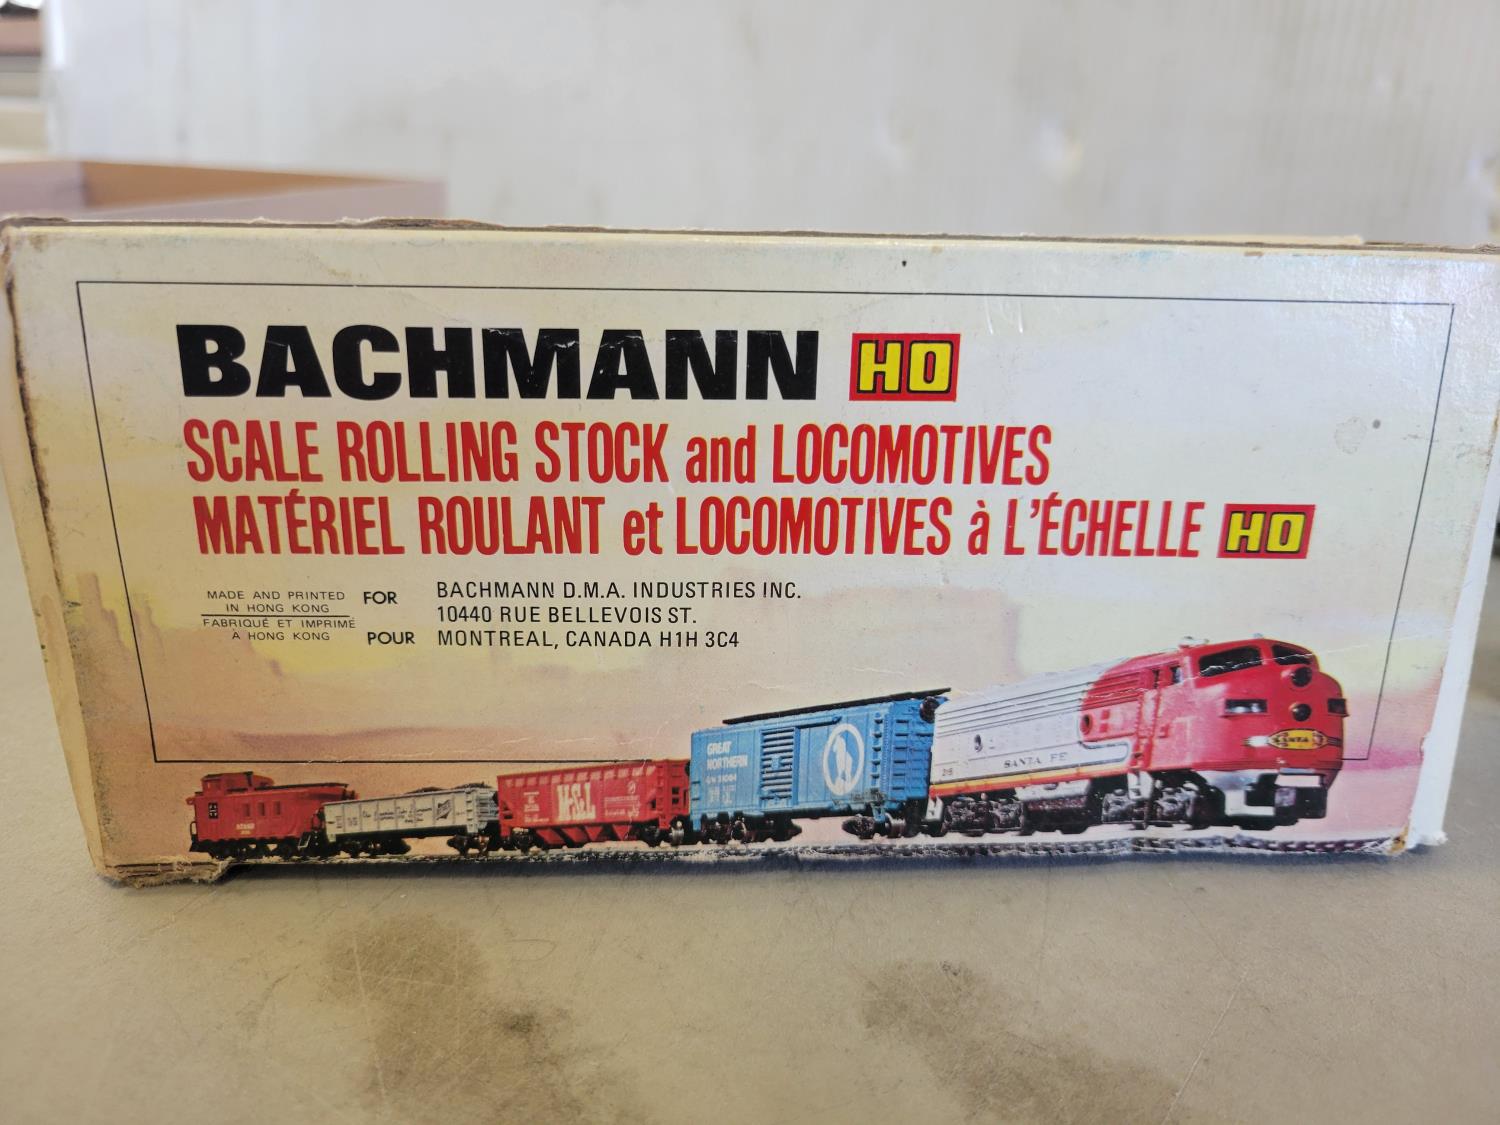 BACHMANN HO
SCALE ROLLING STOCK and LOCOMOTIVES
MATÉRIEL ROULANT et LOCOMOTIVES à L'ÉCHELLE HO
MADE AND PRINTED
IN HONG KONG
FABRIQUÉ ET IMPRIMÉ
À HONG KONG
FOR
POUR
BACHMANN D.M.A. INDUSTRIES INC.
10440 RUE BELLEVOIS ST.
MONTREAL, CANADA H1H 3C4
GREAT
NORTHERN
M&L
SANTA FE
SANTA FE